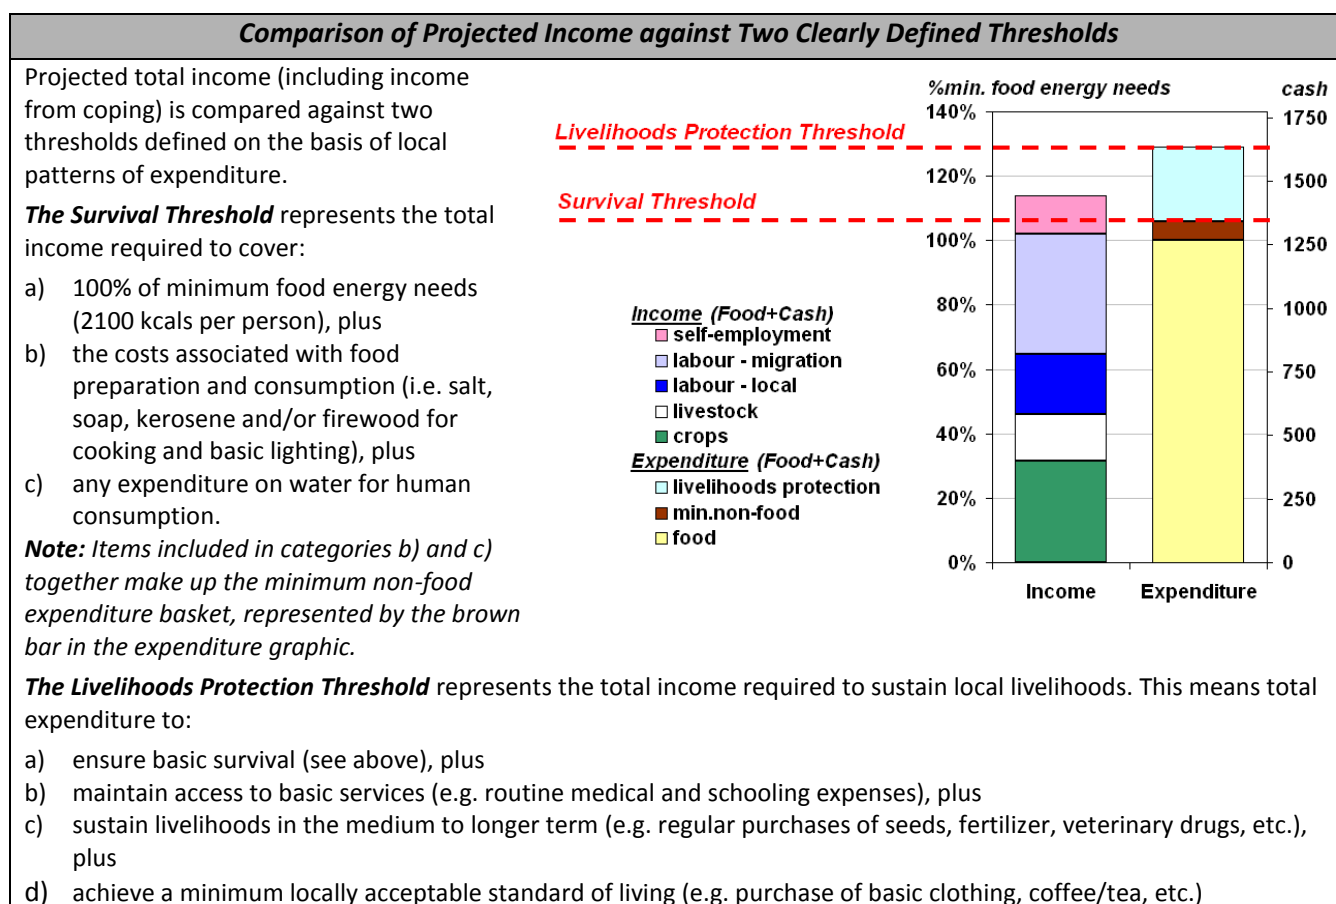 Comparison of Projected Income against Two Clearly Defined Thresholds
Projected total income (including income
from coping) is compared against two
thresholds defined on the basis of local
patterns of expenditure.
The Survival Threshold represents the total
income required to cover:
a) 100% of minimum food energy needs
(2100 kcals per person), plus
b) the costs associated with food
preparation and consumption (i.e. salt,
soap, kerosene and/or firewood for
cooking and basic lighting), plus
c) any expenditure on water for human
consumption.
Note: Items included in categories b) and c)
together make up the minimum non-food
expenditure basket, represented by the brown
bar in the expenditure graphic.
%min. food energy needs
cash
140%
120%
100%
80%
60%
40%
20%
0%
1750
1500
1250
1000
750
500
250
0
Livelihoods Protection Threshold
Survival Threshold
Income (Food+Cash)
self-employment
labour - migration
labour - local
livestock
crops
Expenditure (Food+Cash)
livelihoods protection
min.non-food
food
Income
Expenditure
The Livelihoods Protection Threshold represents the total income required to sustain local livelihoods. This means total
expenditure to:
a) ensure basic survival (see above), plus
b) maintain access to basic services (e.g. routine medical and schooling expenses), plus
c) sustain livelihoods in the medium to longer term (e.g. regular purchases of seeds, fertilizer, veterinary drugs, etc.),
plus
d) achieve a minimum locally acceptable standard of living (e.g. purchase of basic clothing, coffee/tea, etc.)